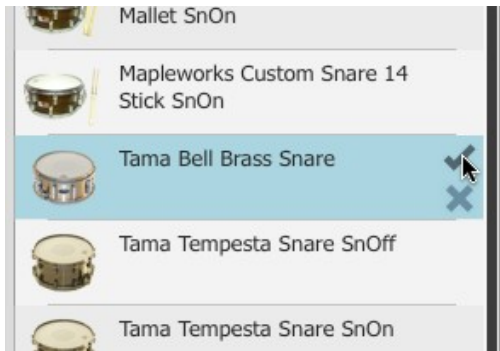 Mallet SnOn
Mapleworks Custom Snare 14
Stick SnOn
Tama Bell Brass Snare
Tama Tempesta Snare SnOff
Tama Tempesta Snare SnOn